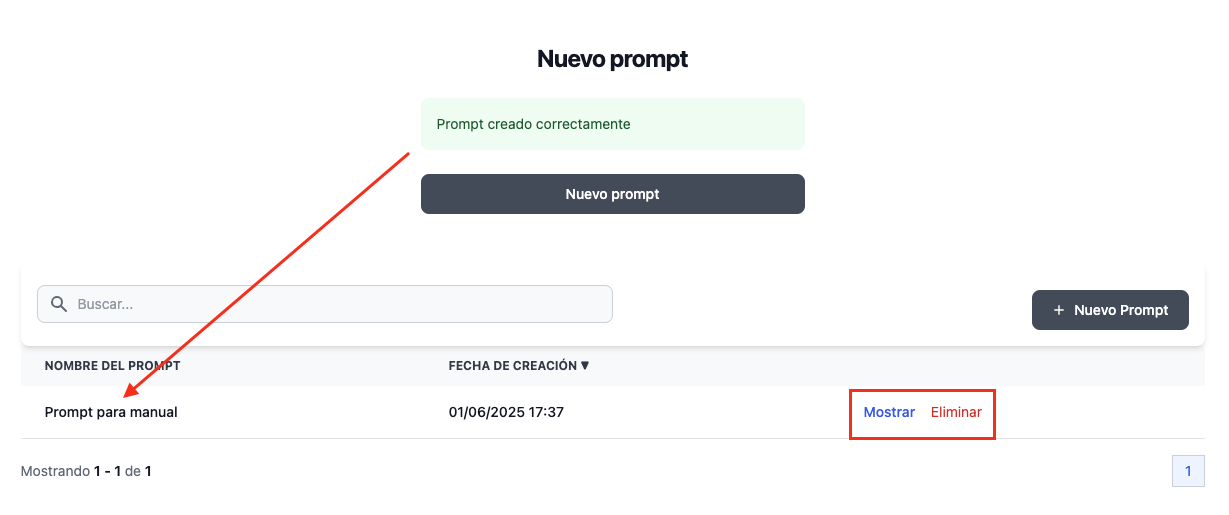 Nuevo prompt
Prompt creado correctamente
Nuevo prompt
Buscar...
+ Nuevo Prompt
NOMBRE DEL PROMPT FECHA DE CREACIÓN ▼
Prompt para manual 01/06/2025 17:37 Mostrar Eliminar
Mostrando 1 - 1 de 1
1